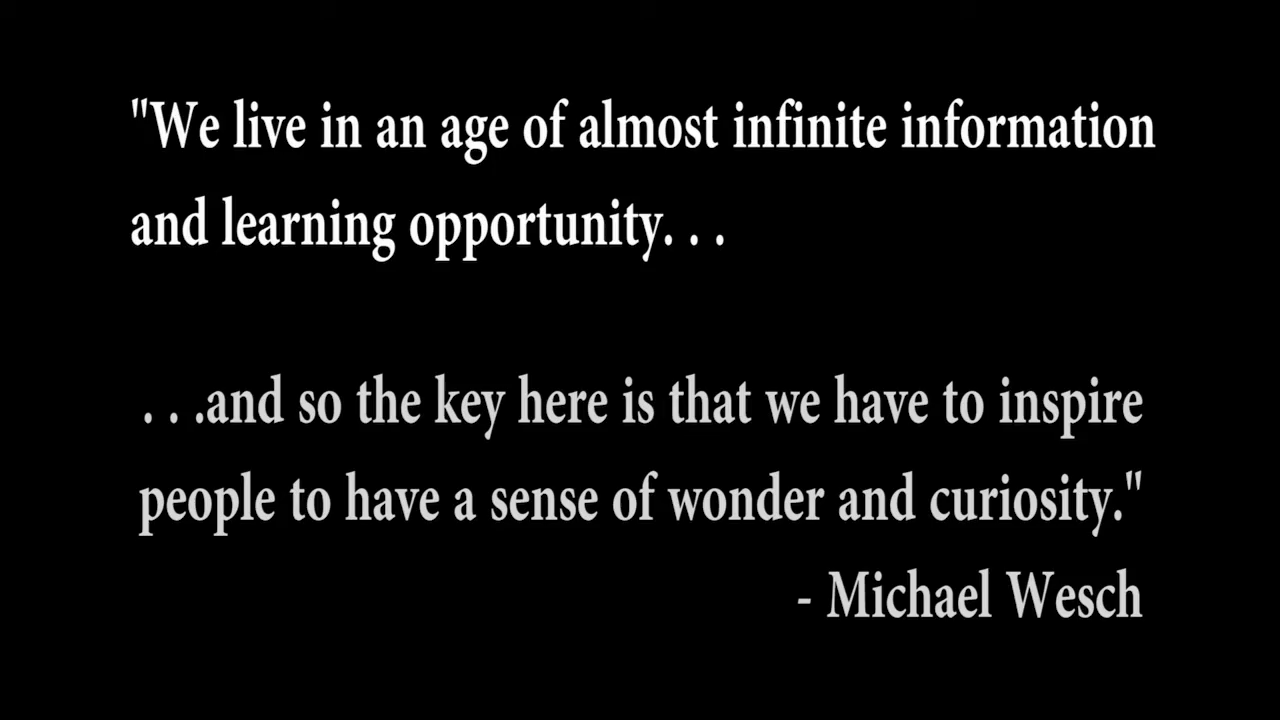 "We live in an age of almost infinite information
and learning opportunity. . .
. . .and so the key here is that we have to inspire
people to have a sense of wonder and curiosity."
- Michael Wesch